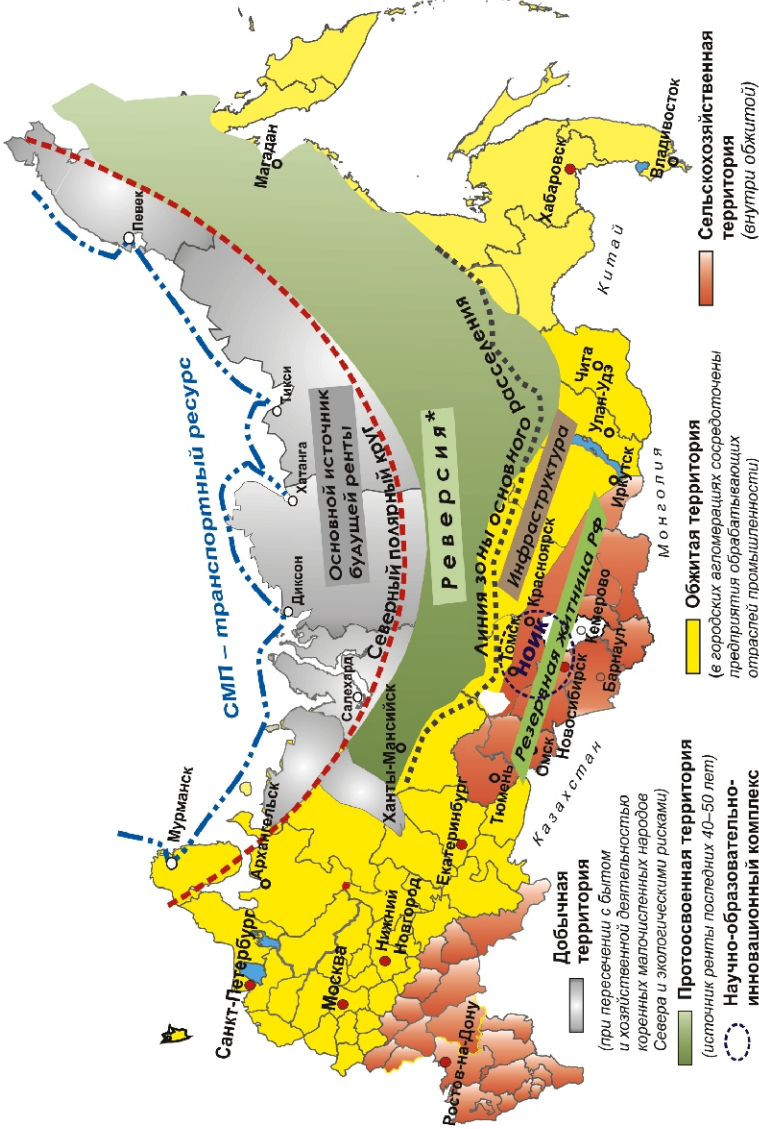 СМП – транспортный ресурс
Певек
Тикси
Хатанга
Диксон
Мурманск
Салехард
Магадан
Основной источник
будущей ренты
Северный полярный круг
Реверсия*
Линия зоны основного расселения
Инфраструктура
Архангельск
Санкт-Петербург
Ханты-Мансийск
Москва
Нижний
Новгород
Екатеринбург
Тюмень
Омск
Томск
НОИК
Красноярск
Резервная житница РФ
Новосибирск
Кемерово
Барнаул
Иркутск
Улан-Удэ
Чита
Хабаровск
Владивосток
Ростов-на-Дону
Казахстан
Монголия
Китай
Добычная
территория
(при пересечении с бытом
и хозяйственной деятельностью
коренных малочисленных народов
Севера и экологическими рисками)
Протоосвоенная территория
(источник ренты последних 40–50 лет)
Научно-образовательно-
инновационный комплекс
Обжитая территория
(в городских агломерациях сосредоточены
предприятия обрабатывающих
отраслей промышленности)
Сельскохозяйственная
территория
(внутри обжитой)